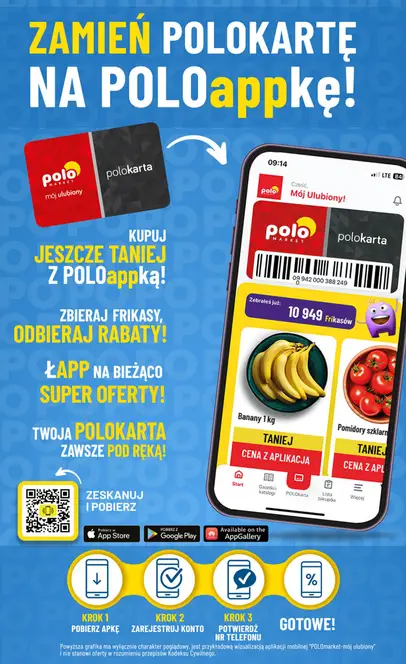 ZAMIEŃ POLOKARTĘ
NA POLOappkę!
polo
MARKET
mój ulubiony
polokarta
KUPUJ
JESZCZE TANIEJ
Z POLOappką!
ZBIERAJ FRIKASY,
ODBIERAJ RABATY!
ŁAPP NA BIEŻĄCO
SUPER OFERTY!
TWOJA POLOKARTA
ZAWSZE POD RĘKĄ!
09:14
LTE 84
polo
Cześć,
Mój Ulubiony!
polo
MARKET
polokarta
09 942 000 388 249
0
Zebrałeś już:
10 949 Frikasów
Banany 1 kg
TANIEJ
CENA Z APLIKACJĄ
Pomidory szklarn
TANIEJ
CENA Z APL
Start
Gazetki
katalogi
POLOkarta
Lista
zakupów
Więcej
ZESKANUJ
I POBIERZ
Pobierz w
App Store
POBIERZ Z
Google Play
Available on the
AppGallery
KROK 1
POBIERZ APKĘ
KROK 2
ZAREJESTRUJ KONTO
KROK 3
POTWIERDŹ
NR TELEFONU
GOTOWE!
Powyższa grafika ma wyłącznie charakter poglądowy, jest przykładową wizualizacją aplikacji mobilnej "POLOmarket-mój ulubiony"
i nie stanowi oferty w rozumieniu przepisów Kodeksu Cywilnego.